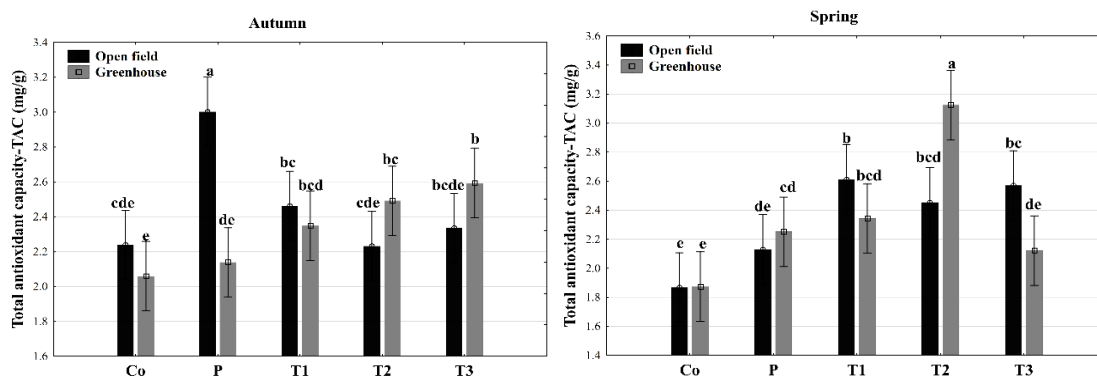 Autumn
Total antioxidant capacity-TAC (mg/g)
3.4
3.2
3.0
2.8
2.6
2.4
2.2
2.0
1.8
1.6
Open field
Greenhouse
cde
e
a
de
bc
bcd
cde
b
bcde
b
Co P T1 T2 T3
Spring
Total antioxidant capacity-TAC (mg/g)
3.6
3.4
3.2
3.0
2.8
2.6
2.4
2.2
2.0
1.8
1.6
1.4
Open field
Greenhouse
e
e
de
cd
b
bcd
bcd
a
bc
de
Co P T1 T2 T3